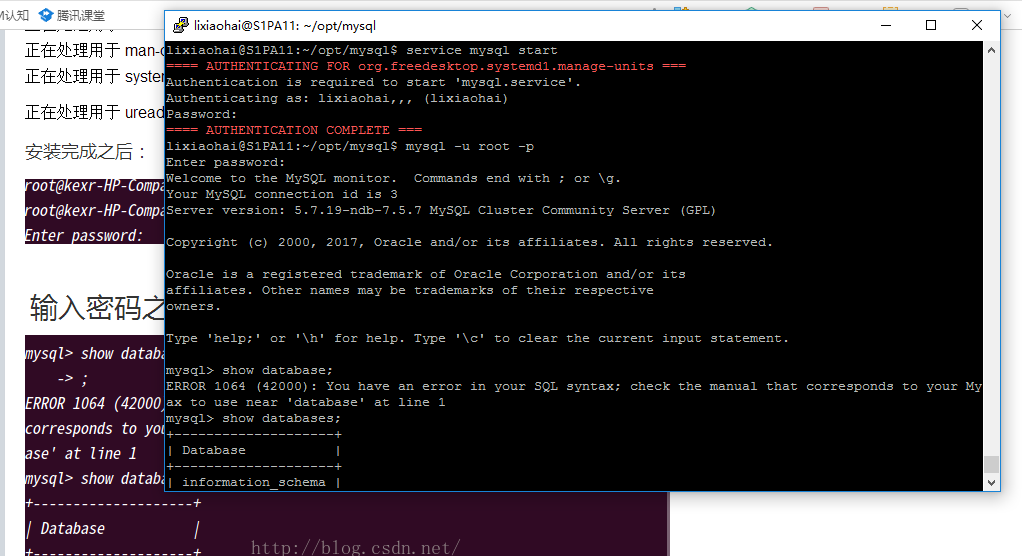 M认知 腾讯课堂
正在处理用于 man-
正在处理用于 system
正在处理用于 uread
安装完成之后：
root@kexr-HP-Compa
root@kexr-HP-Compa
Enter password:
输入密码之
mysql> show databa
-> ;
ERROR 1064 (42000)
corresponds to you
ase' at line 1
mysql> show databa
+--------------------+
| Database |
+--------------------+
http://blog.csdn.net/
lixiaohai@S1PA11: ~/opt/mysql
lixiaohai@S1PA11:~/opt/mysql$ service mysql start
==== AUTHENTICATING FOR org.freedesktop.systemd1.manage-units ===
Authentication is required to start 'mysql.service'.
Authenticating as: lixiaohai,,, (lixiaohai)
Password:
==== AUTHENTICATION COMPLETE ===
lixiaohai@S1PA11:~/opt/mysql$ mysql -u root -p
Enter password:
Welcome to the MySQL monitor.  Commands end with ; or \g.
Your MySQL connection id is 3
Server version: 5.7.19-ndb-7.5.7 MySQL Cluster Community Server (GPL)
Copyright (c) 2000, 2017, Oracle and/or its affiliates. All rights reserved.
Oracle is a registered trademark of Oracle Corporation and/or its
affiliates. Other names may be trademarks of their respective
owners.
Type 'help;' or '\h' for help. Type '\c' to clear the current input statement.
mysql> show database;
ERROR 1064 (42000): You have an error in your SQL syntax; check the manual that corresponds to your My
ax to use near 'database' at line 1
mysql> show databases;
+--------------------+
| Database           |
+--------------------+
| information_schema |